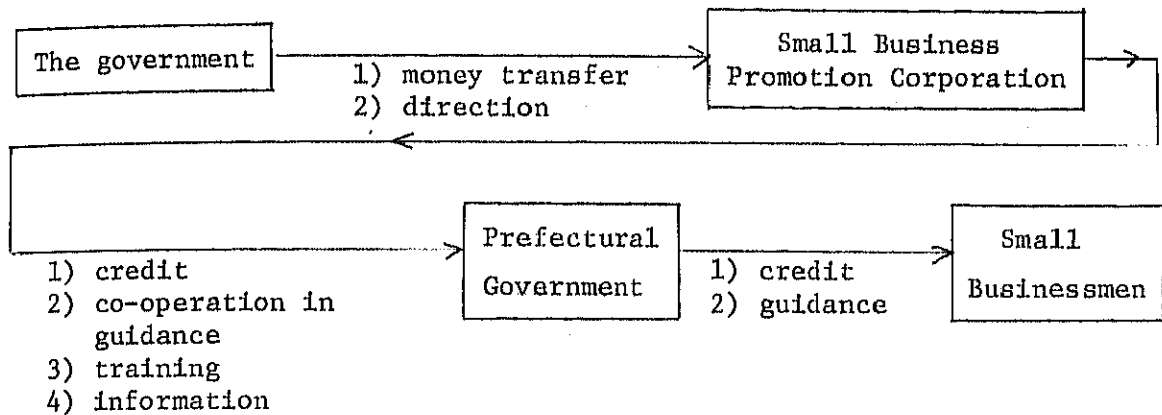 The government
1) money transfer
2) direction
Small Business
Promotion Corporation
1) credit
2) co-operation in
guidance
3) training
4) information
Prefectural
Government
1) credit
2) guidance
Small
Businessmen